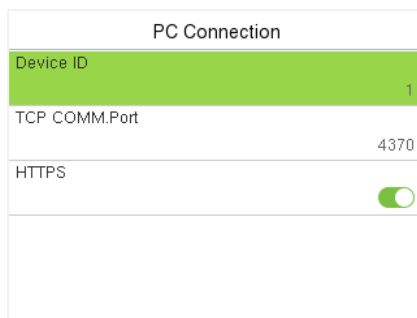 PC Connection
Device ID
1
TCP COMM.Port
4370
HTTPS